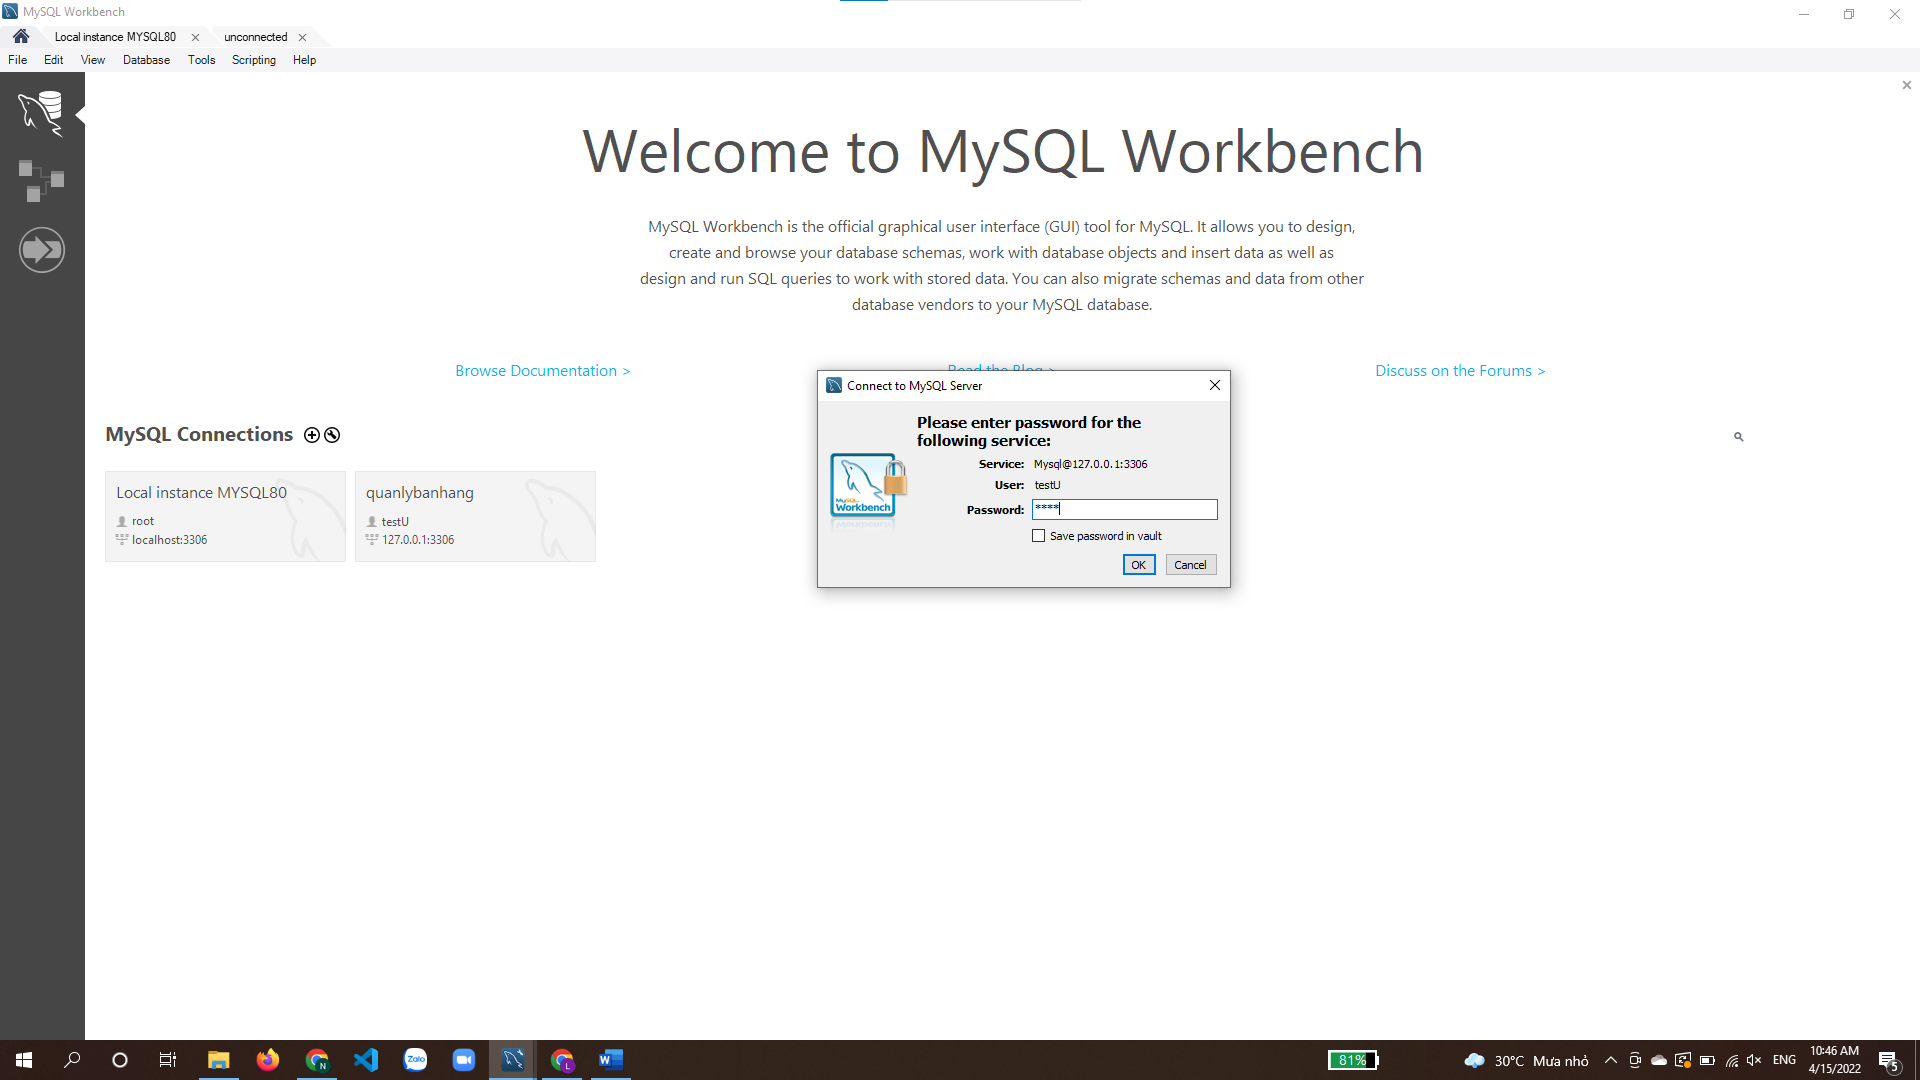 MySQL Workbench
Local instance MYSQL80
unconnected
File Edit View Database Tools Scripting Help
Welcome to MySQL Workbench
MySQL Workbench is the official graphical user interface (GUI) tool for MySQL. It allows you to design,
create and browse your database schemas, work with database objects and insert data as well as
design and run SQL queries to work with stored data. You can also migrate schemas and data from other
database vendors to your MySQL database.
Browse Documentation >
Read the Blog >
Discuss on the Forums >
MySQL Connections
Local instance MYSQL80
root
localhost:3306
quanlybanhang
testU
127.0.0.1:3306
Connect to MySQL Server
Please enter password for the
following service:
Service: Mysql@127.0.0.1:3306
User: testU
Password: ****
Save password in vault
OK
Cancel
MySQL
Workbench
N
Zalo
L
W
81%
30°C Mưa nhỏ
ENG
10:46 AM
4/15/2022
5